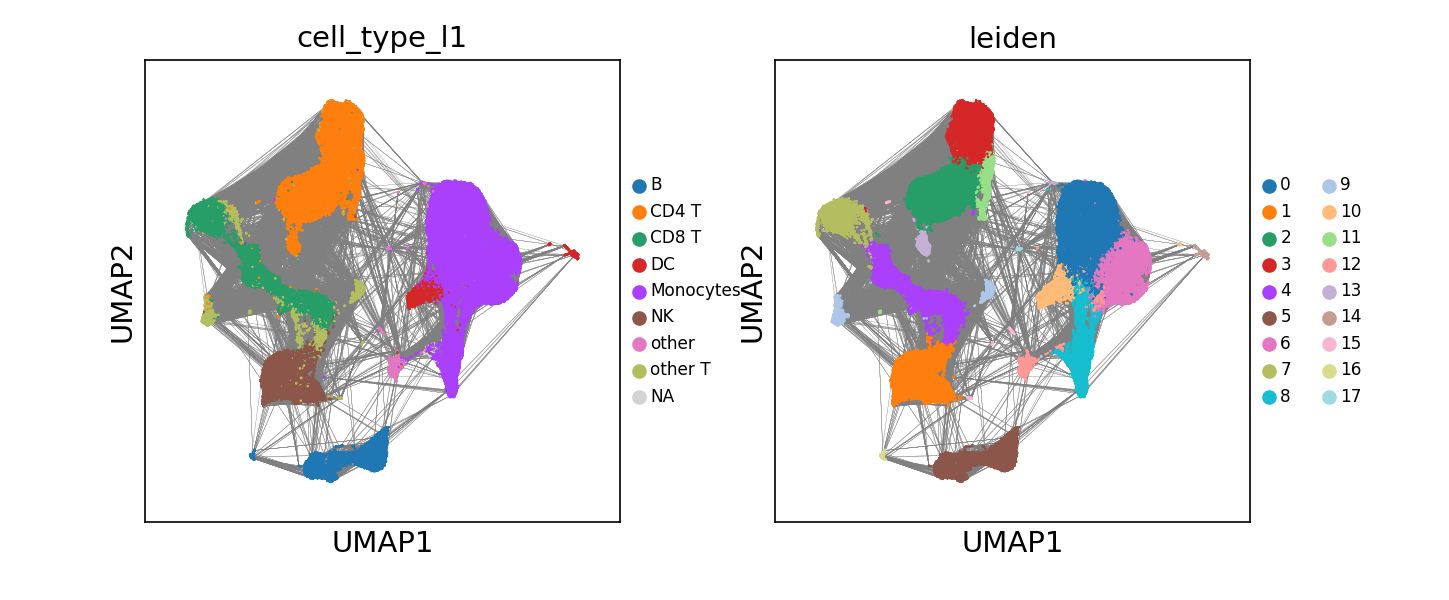 cell_type_l1
UMAP2
UMAP1
B
CD4 T
CD8 T
DC
Monocytes
NK
other
other T
NA
leiden
UMAP2
UMAP1
0 9
1 10
2 11
3 12
4 13
5 14
6 15
7 16
8 17